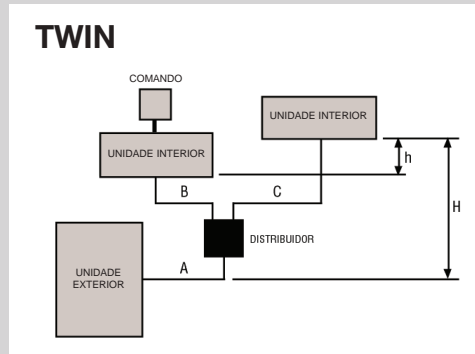 TWIN
COMANDO
UNIDADE INTERIOR
UNIDADE INTERIOR
h
B
C
H
DISTRIBUIDOR
A
UNIDADE
EXTERIOR